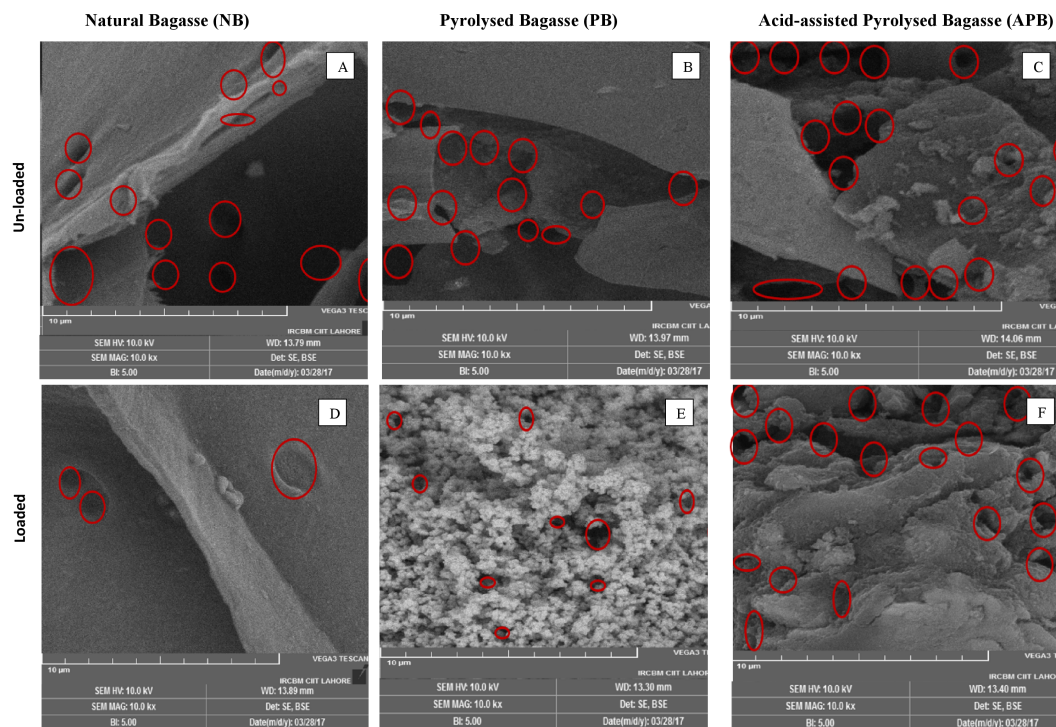 Natural Bagasse (NB)
Pyrolysed Bagasse (PB)
Acid-assisted Pyrolysed Bagasse (APB)
Un-loaded
A
10 µm
VEGA3 TESC
IRCBM CIIT LAHORE
SEM HV: 10.0 kV
WD: 13.79 mm
SEM MAG: 10.0 kx
Det: SE, BSE
BI: 5.00
Date(m/d/y): 03/28/17
B
10 µm
VEGA
IRCBM CIIT LA
SEM HV: 10.0 kV
WD: 13.97 mm
SEM MAG: 10.0 kx
Det: SE, BSE
BI: 5.00
Date(m/d/y): 03/28/17
C
10 µm
VEGA3
IRCBM CIIT LAH
SEM HV: 10.0 kV
WD: 14.06 mm
SEM MAG: 10.0 kx
Det: SE, BSE
BI: 5.00
Date(m/d/y): 03/28/17
Loaded
D
10 µm
VEGA3 TESCAN
IRCBM CIIT LAHORE
SEM HV: 10.0 kV
WD: 13.89 mm
SEM MAG: 10.0 kx
Det: SE, BSE
BI: 5.00
Date(m/d/y): 03/28/17
E
10 µm
VEGA3 T
IRCBM CIIT LAHOR
SEM HV: 10.0 kV
WD: 13.30 mm
SEM MAG: 10.0 kx
Det: SE, BSE
BI: 5.00
Date(m/d/y): 03/28/17
F
10 µm
VEGA3 TE
IRCBM CIIT LAHO
SEM HV: 10.0 kV
WD: 13.40 mm
SEM MAG: 10.0 kx
Det: SE, BSE
BI: 5.00
Date(m/d/y): 03/28/17